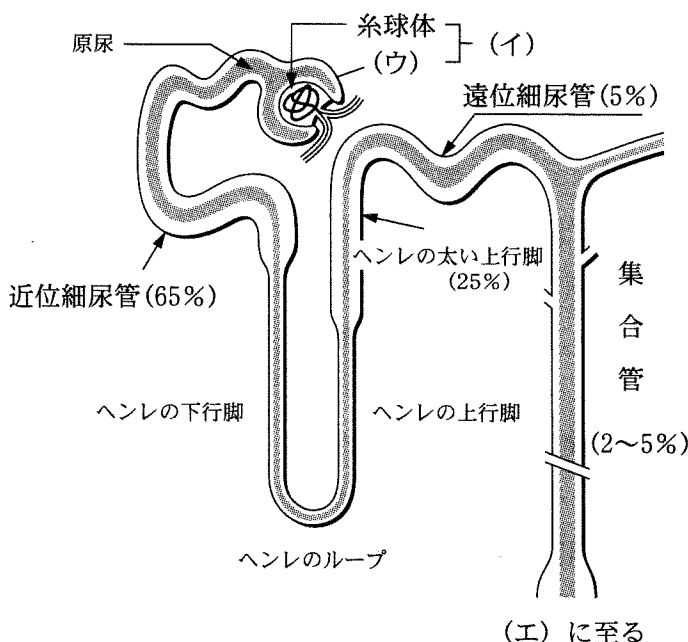 原尿
糸球体
(イ)
(ウ)
遠位細尿管(5%)
ヘンレの太い上行脚
(25%)
近位細尿管(65%)
集合管
(2〜5%)
ヘンレの下行脚
ヘンレの上行脚
ヘンレのループ
(エ)に至る